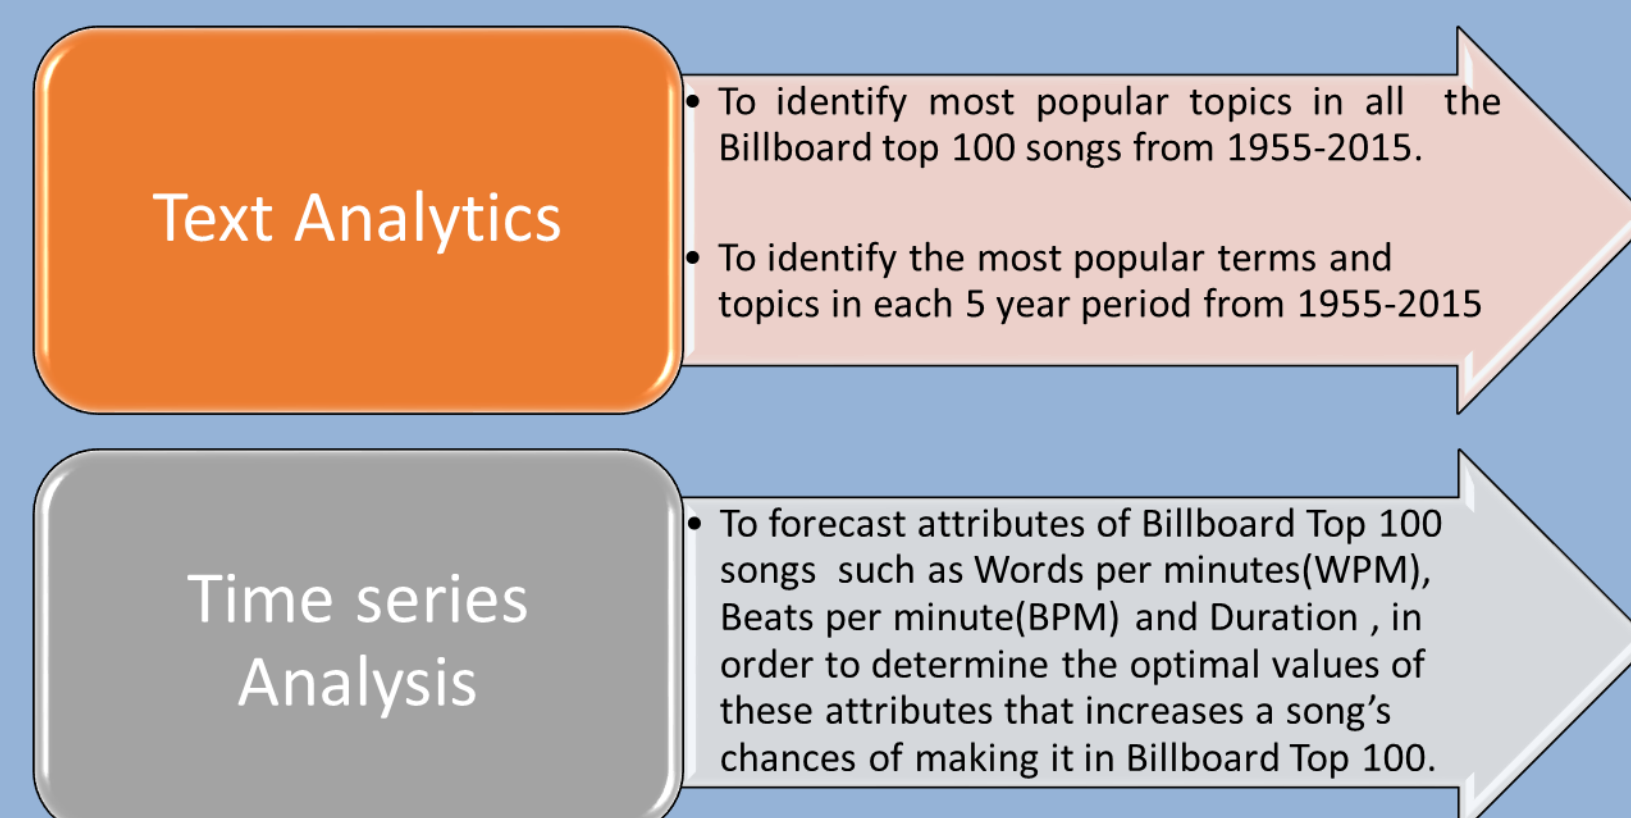 Text Analytics
• To identify most popular topics in all the
Billboard top 100 songs from 1955-2015.
• To identify the most popular terms and
topics in each 5 year period from 1955-2015
Time series
Analysis
• To forecast attributes of Billboard Top 100
songs such as Words per minutes(WPM),
Beats per minute(BPM) and Duration , in
order to determine the optimal values of
these attributes that increases a song’s
chances of making it in Billboard Top 100.